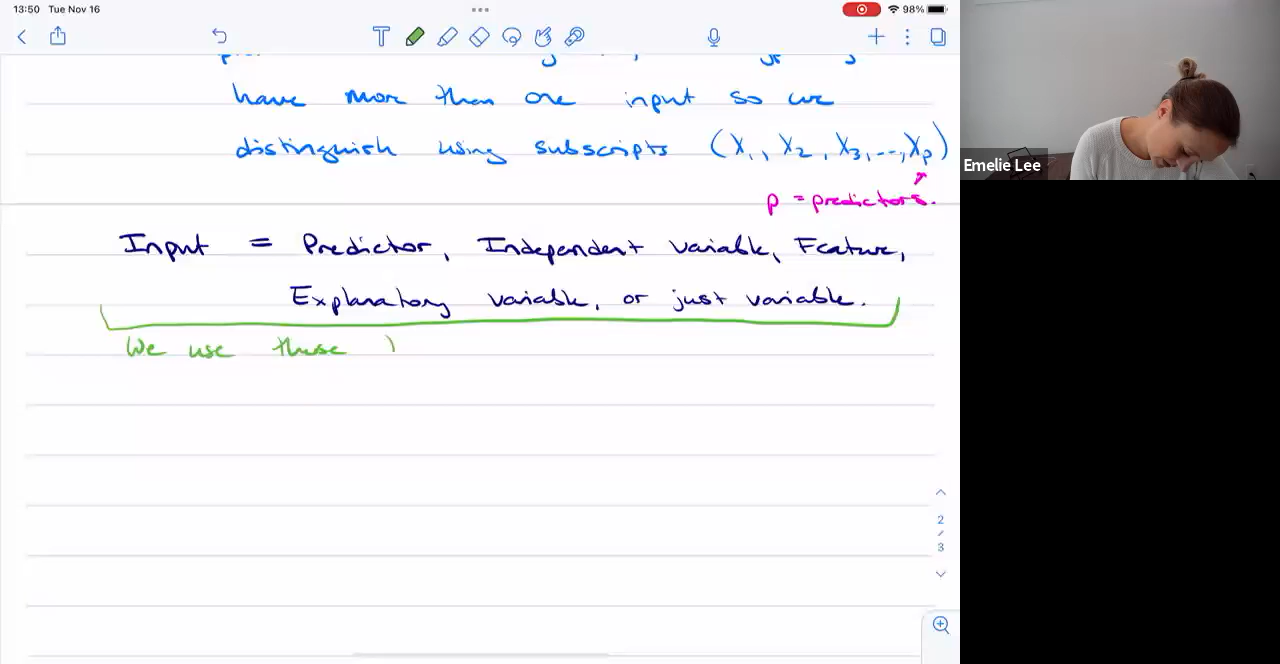 13:50 Tue Nov 16
98%
have more than one input so we
distinguish using subscripts (X1, X2, X3, ..., Xp)
p = predictors.
Input = Predictor, Independent variable, Feature,
Explanatory variable, or just variable.
We use these
Emelie Lee
2
/
3